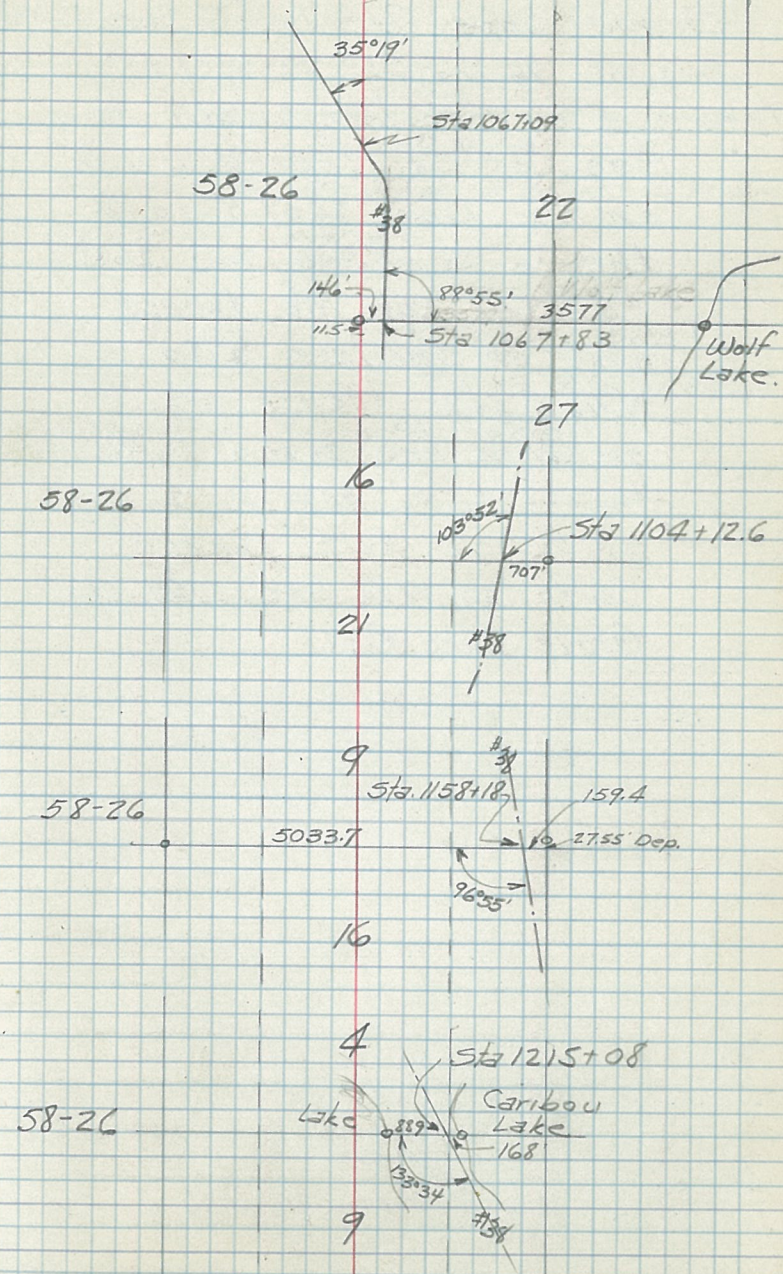 35°19'
Sta 1067+09
58-26
#38
22
146'
88°55'
3577
11.5
Sta 1067+83
Wolf
Lake.
27
16
58-26
103°52'
Sta 1104+12.6
707'
21
#38
9
#38
Sta. 1158+18
159.4
58-26
5033.7
27.55' Dep.
96°55'
16
4
Sta 1215+08
Caribou
Lake
58-26
Lake
889
168'
133°34
9
#38